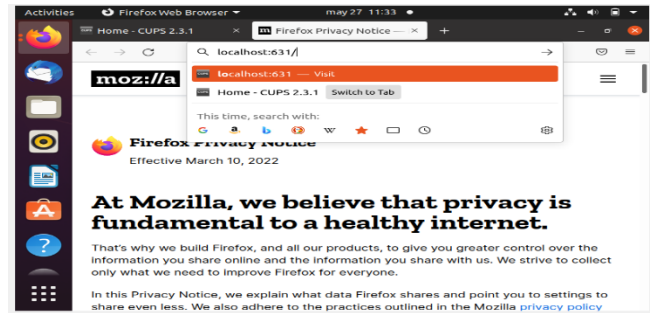 Activities Firefox Web Browser may 27 11:33
Home - CUPS 2.3.1 × Firefox Privacy Notice — × +
localhost:631/
localhost:631 — Visit
Home - CUPS 2.3.1 Switch to Tab
This time, search with:
moz://a
Firefox Privacy Notice
Effective March 10, 2022
At Mozilla, we believe that privacy is
fundamental to a healthy internet.
That's why we build Firefox, and all our products, to give you greater control over the
information you share online and the information you share with us. We strive to collect
only what we need to improve Firefox for everyone.
In this Privacy Notice, we explain what data Firefox shares and point you to settings to
share even less. We also adhere to the practices outlined in the Mozilla privacy policy